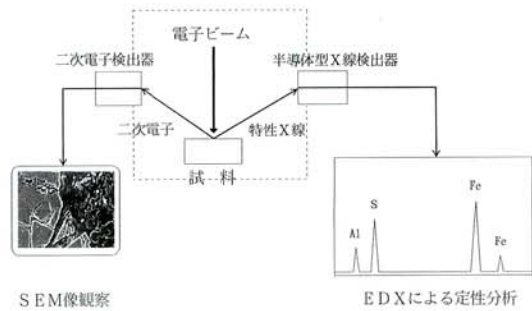 電子ビーム
二次電子検出器
半導体型X線検出器
二次電子
特性X線
試料
Al
S
Fe
Fe
SEM像観察
EDXによる定性分析